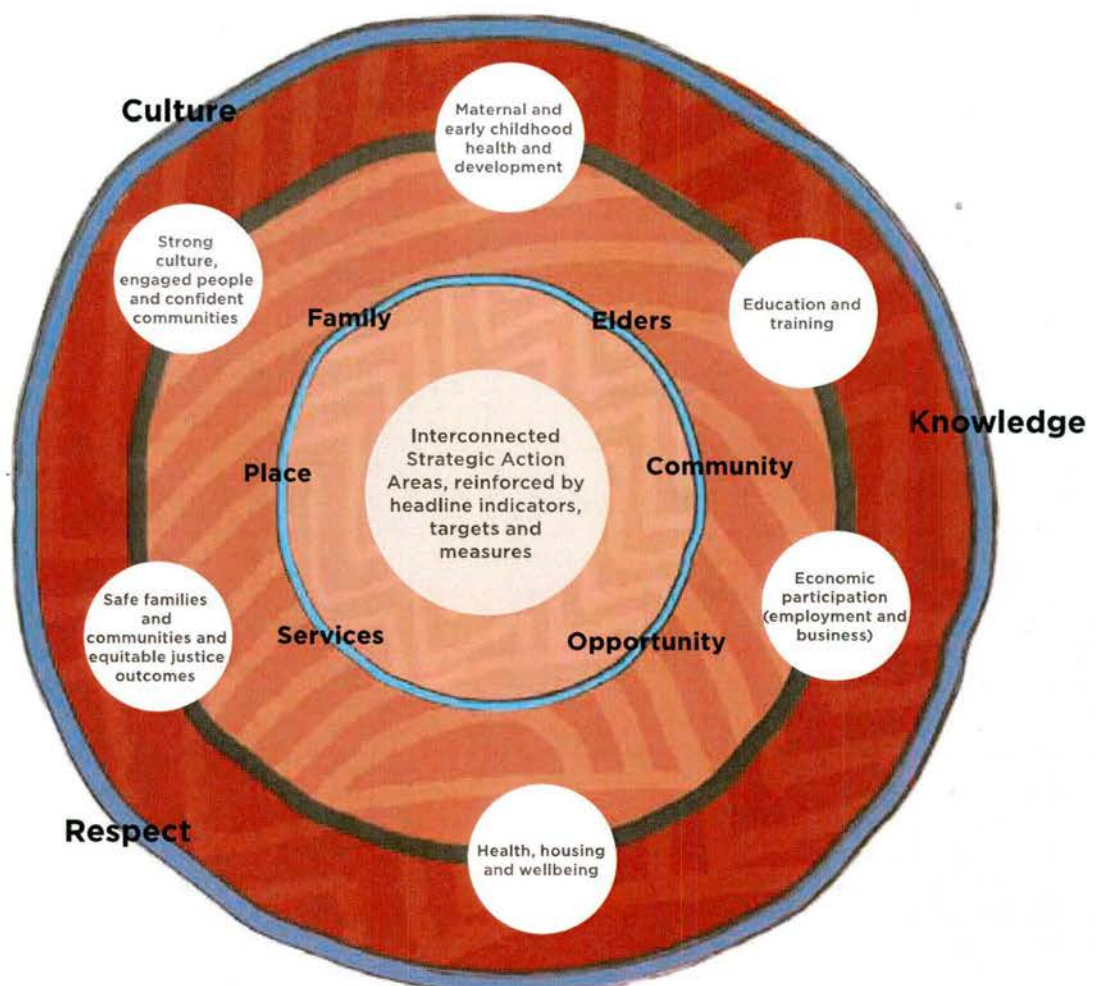 Culture
Maternal and
early childhood
health and
development
Strong
culture,
engaged people
and confident
communities
Education and
training
Family
Elders
Knowledge
Interconnected
Strategic Action
Areas, reinforced by
headline indicators,
targets and
measures
Place
Community
Economic
participation
(employment and
business)
Safe families
and
communities and
equitable justice
outcomes
Services
Opportunity
Respect
Health, housing
and wellbeing